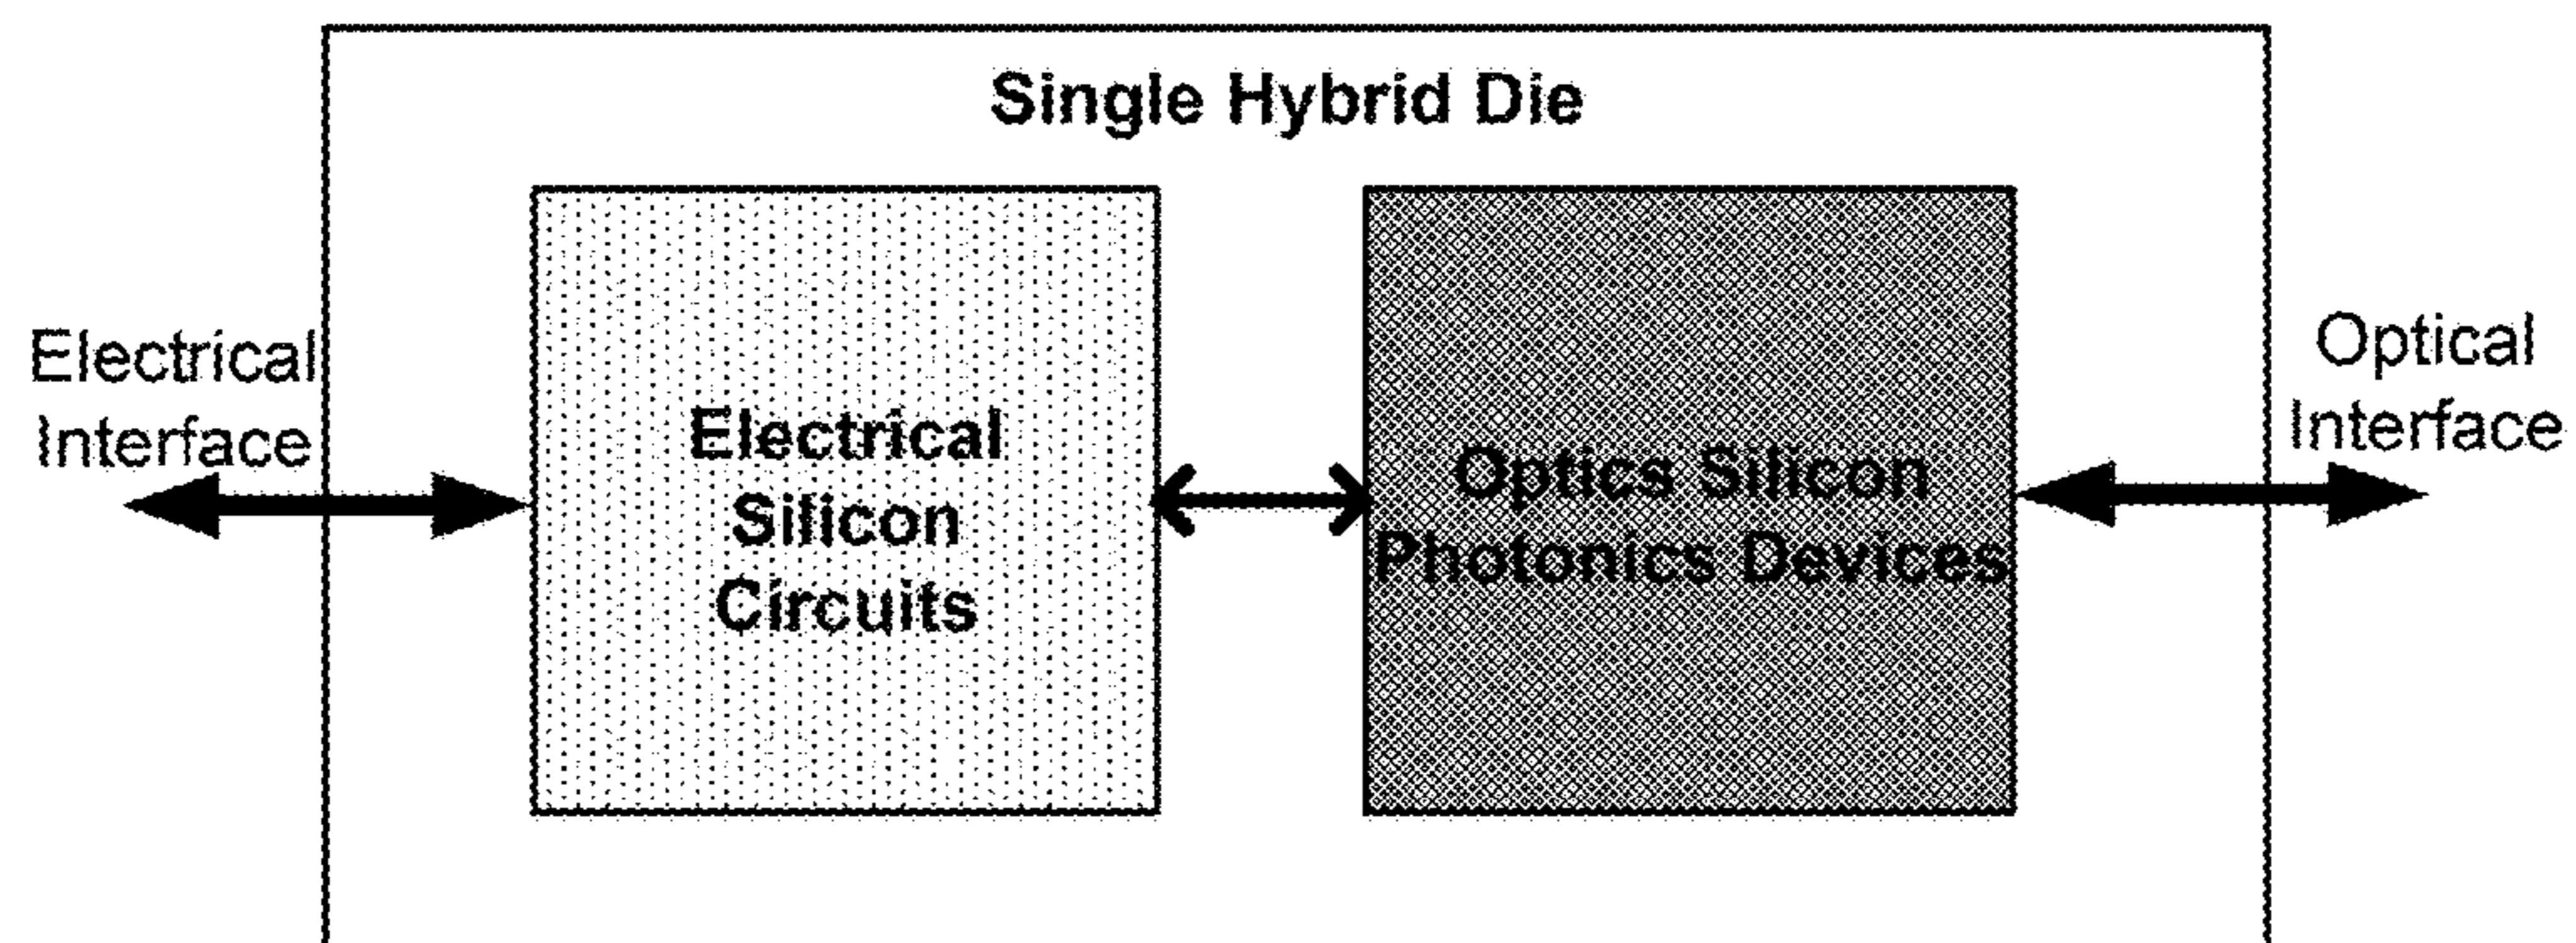 Single Hybrid Die
Electrical
Interface
Electrical
Silicon
Circuits
Optics Silicon
Photonics Devices
Optical
Interface